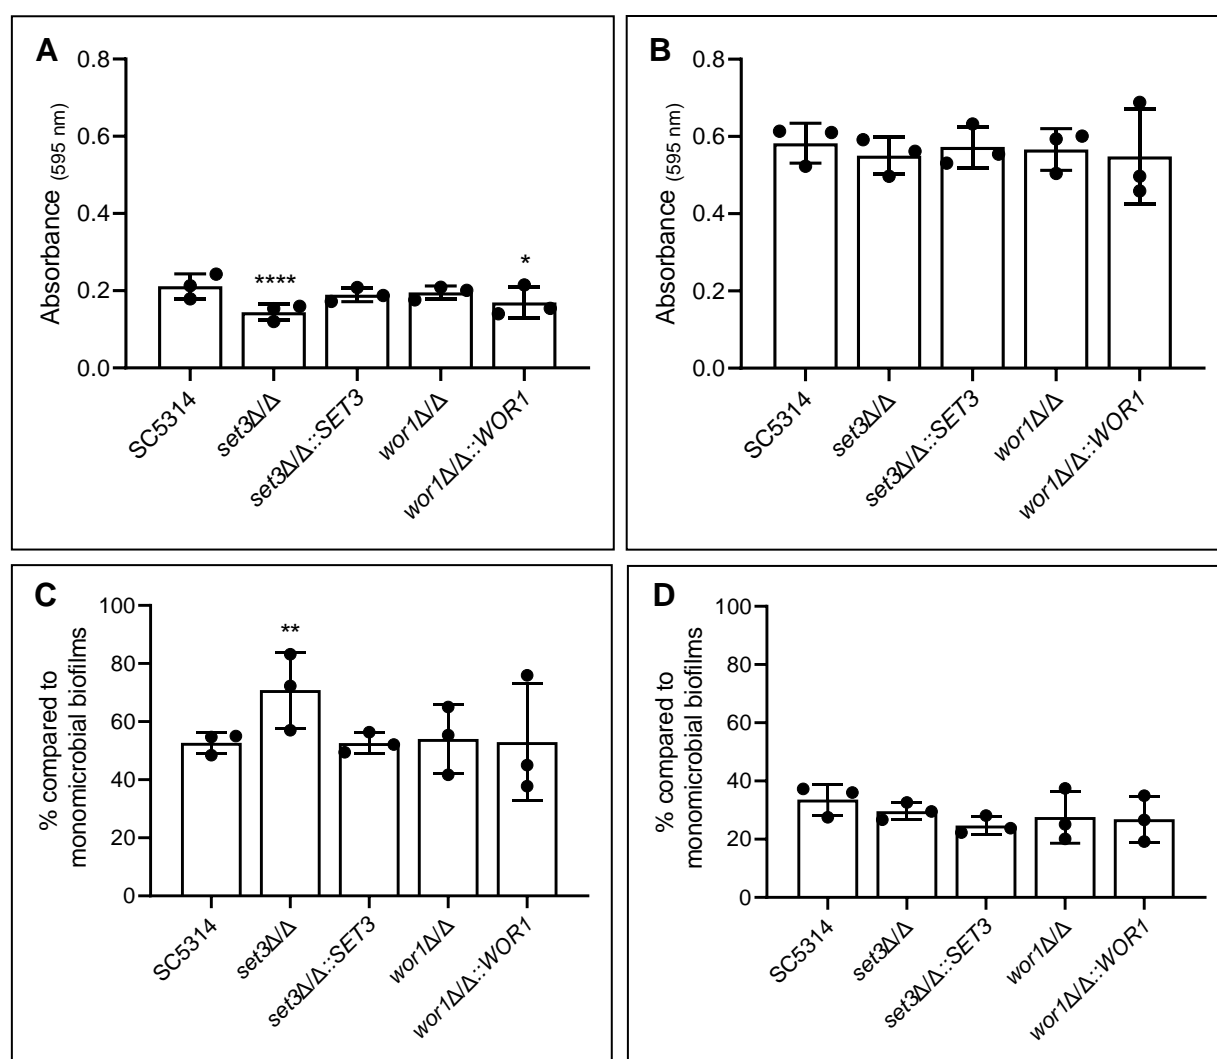 A
Absorbance (595 nm)
0.8
0.6
0.4
0.2
0.0
****
*
SC5314
set3Δ/Δ
set3Δ/Δ::SET3
wor1Δ/Δ
wor1Δ/Δ::WOR1
B
Absorbance (595 nm)
0.8
0.6
0.4
0.2
0.0
SC5314
set3Δ/Δ
set3Δ/Δ::SET3
wor1Δ/Δ
wor1Δ/Δ::WOR1
C
% compared to
monomicrobial biofilms
100
80
60
40
20
0
**
SC5314
set3Δ/Δ
set3Δ/Δ::SET3
wor1Δ/Δ
wor1Δ/Δ::WOR1
D
% compared to
monomicrobial biofilms
100
80
60
40
20
0
SC5314
set3Δ/Δ
set3Δ/Δ::SET3
wor1Δ/Δ
wor1Δ/Δ::WOR1